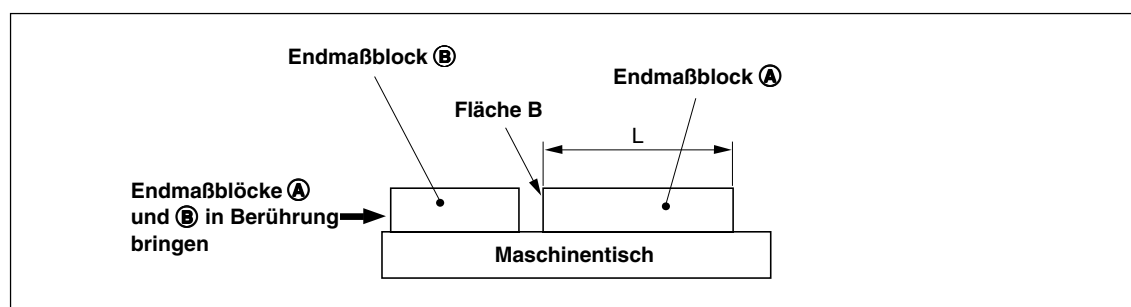 Endmaßblock Ⓑ
Endmaßblock Ⓐ
Fläche B
L
Endmaßblöcke Ⓐ
und Ⓑ in Berührung
bringen
Maschinentisch